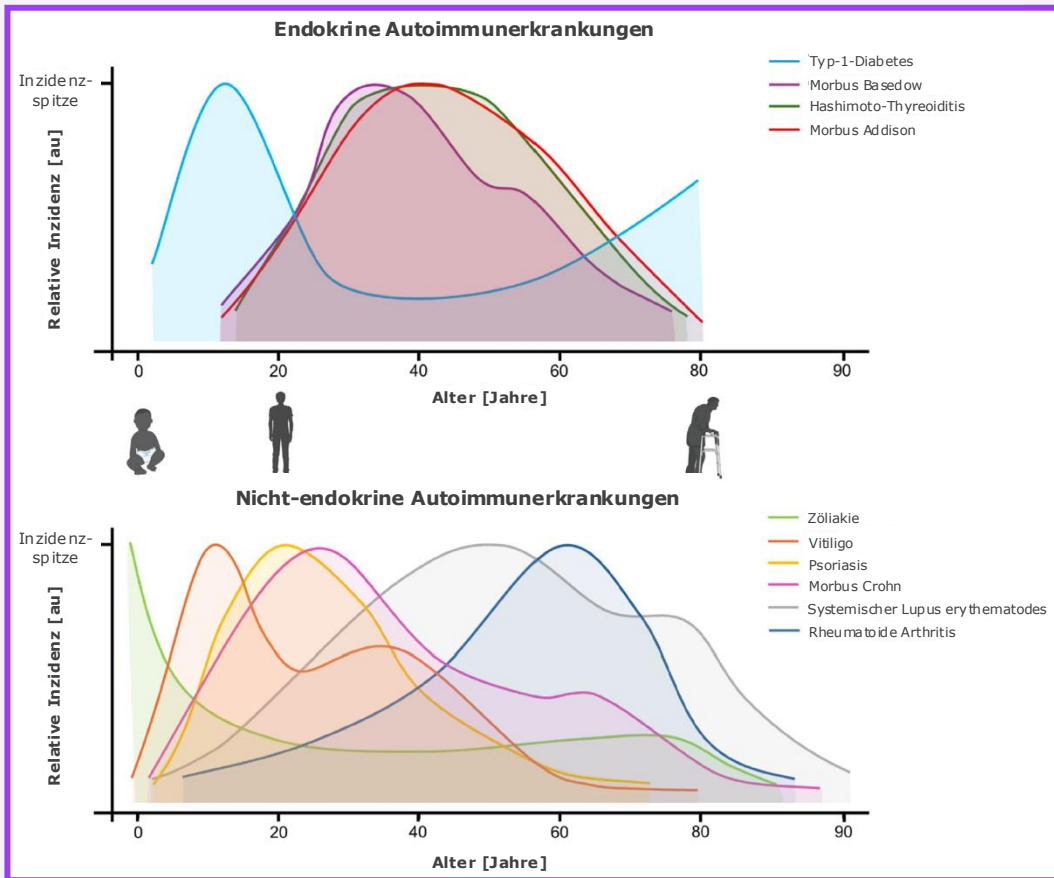 Endokrine Autoimmunerkrankungen
Inzidenz-
spitze
Relative Inzidenz [au]
Typ-1-Diabetes
Morbus Basedow
Hashimoto-Thyreoiditis
Morbus Addison
0 20 40 60 80 90
Alter [Jahre]
Nicht-endokrine Autoimmunerkrankungen
Inzidenz-
spitze
Relative Inzidenz [au]
Zöliakie
Vitiligo
Psoriasis
Morbus Crohn
Systemischer Lupus erythematodes
Rheumatoide Arthritis
0 20 40 60 80 90
Alter [Jahre]